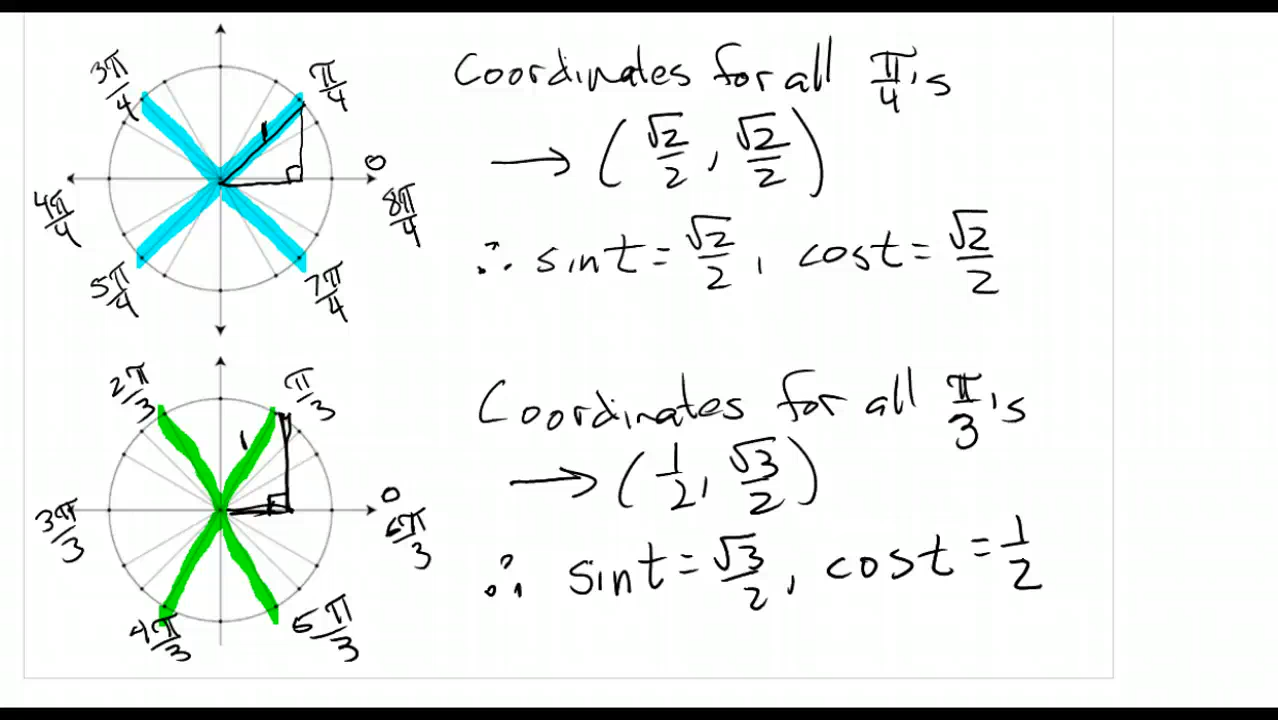 3π/4
π/4
0
4π/4
8π/4
5π/4
7π/4
1
Coordinates for all π/4's
→ (√2/2, √2/2)
∴ sin t = √2/2, cos t = √2/2
2π/3
π/3
1
0
3π/3
6π/3
4π/3
5π/3
Coordinates for all π/3's
→ (1/2, √3/2)
∴ sin t = √3/2, cos t = 1/2